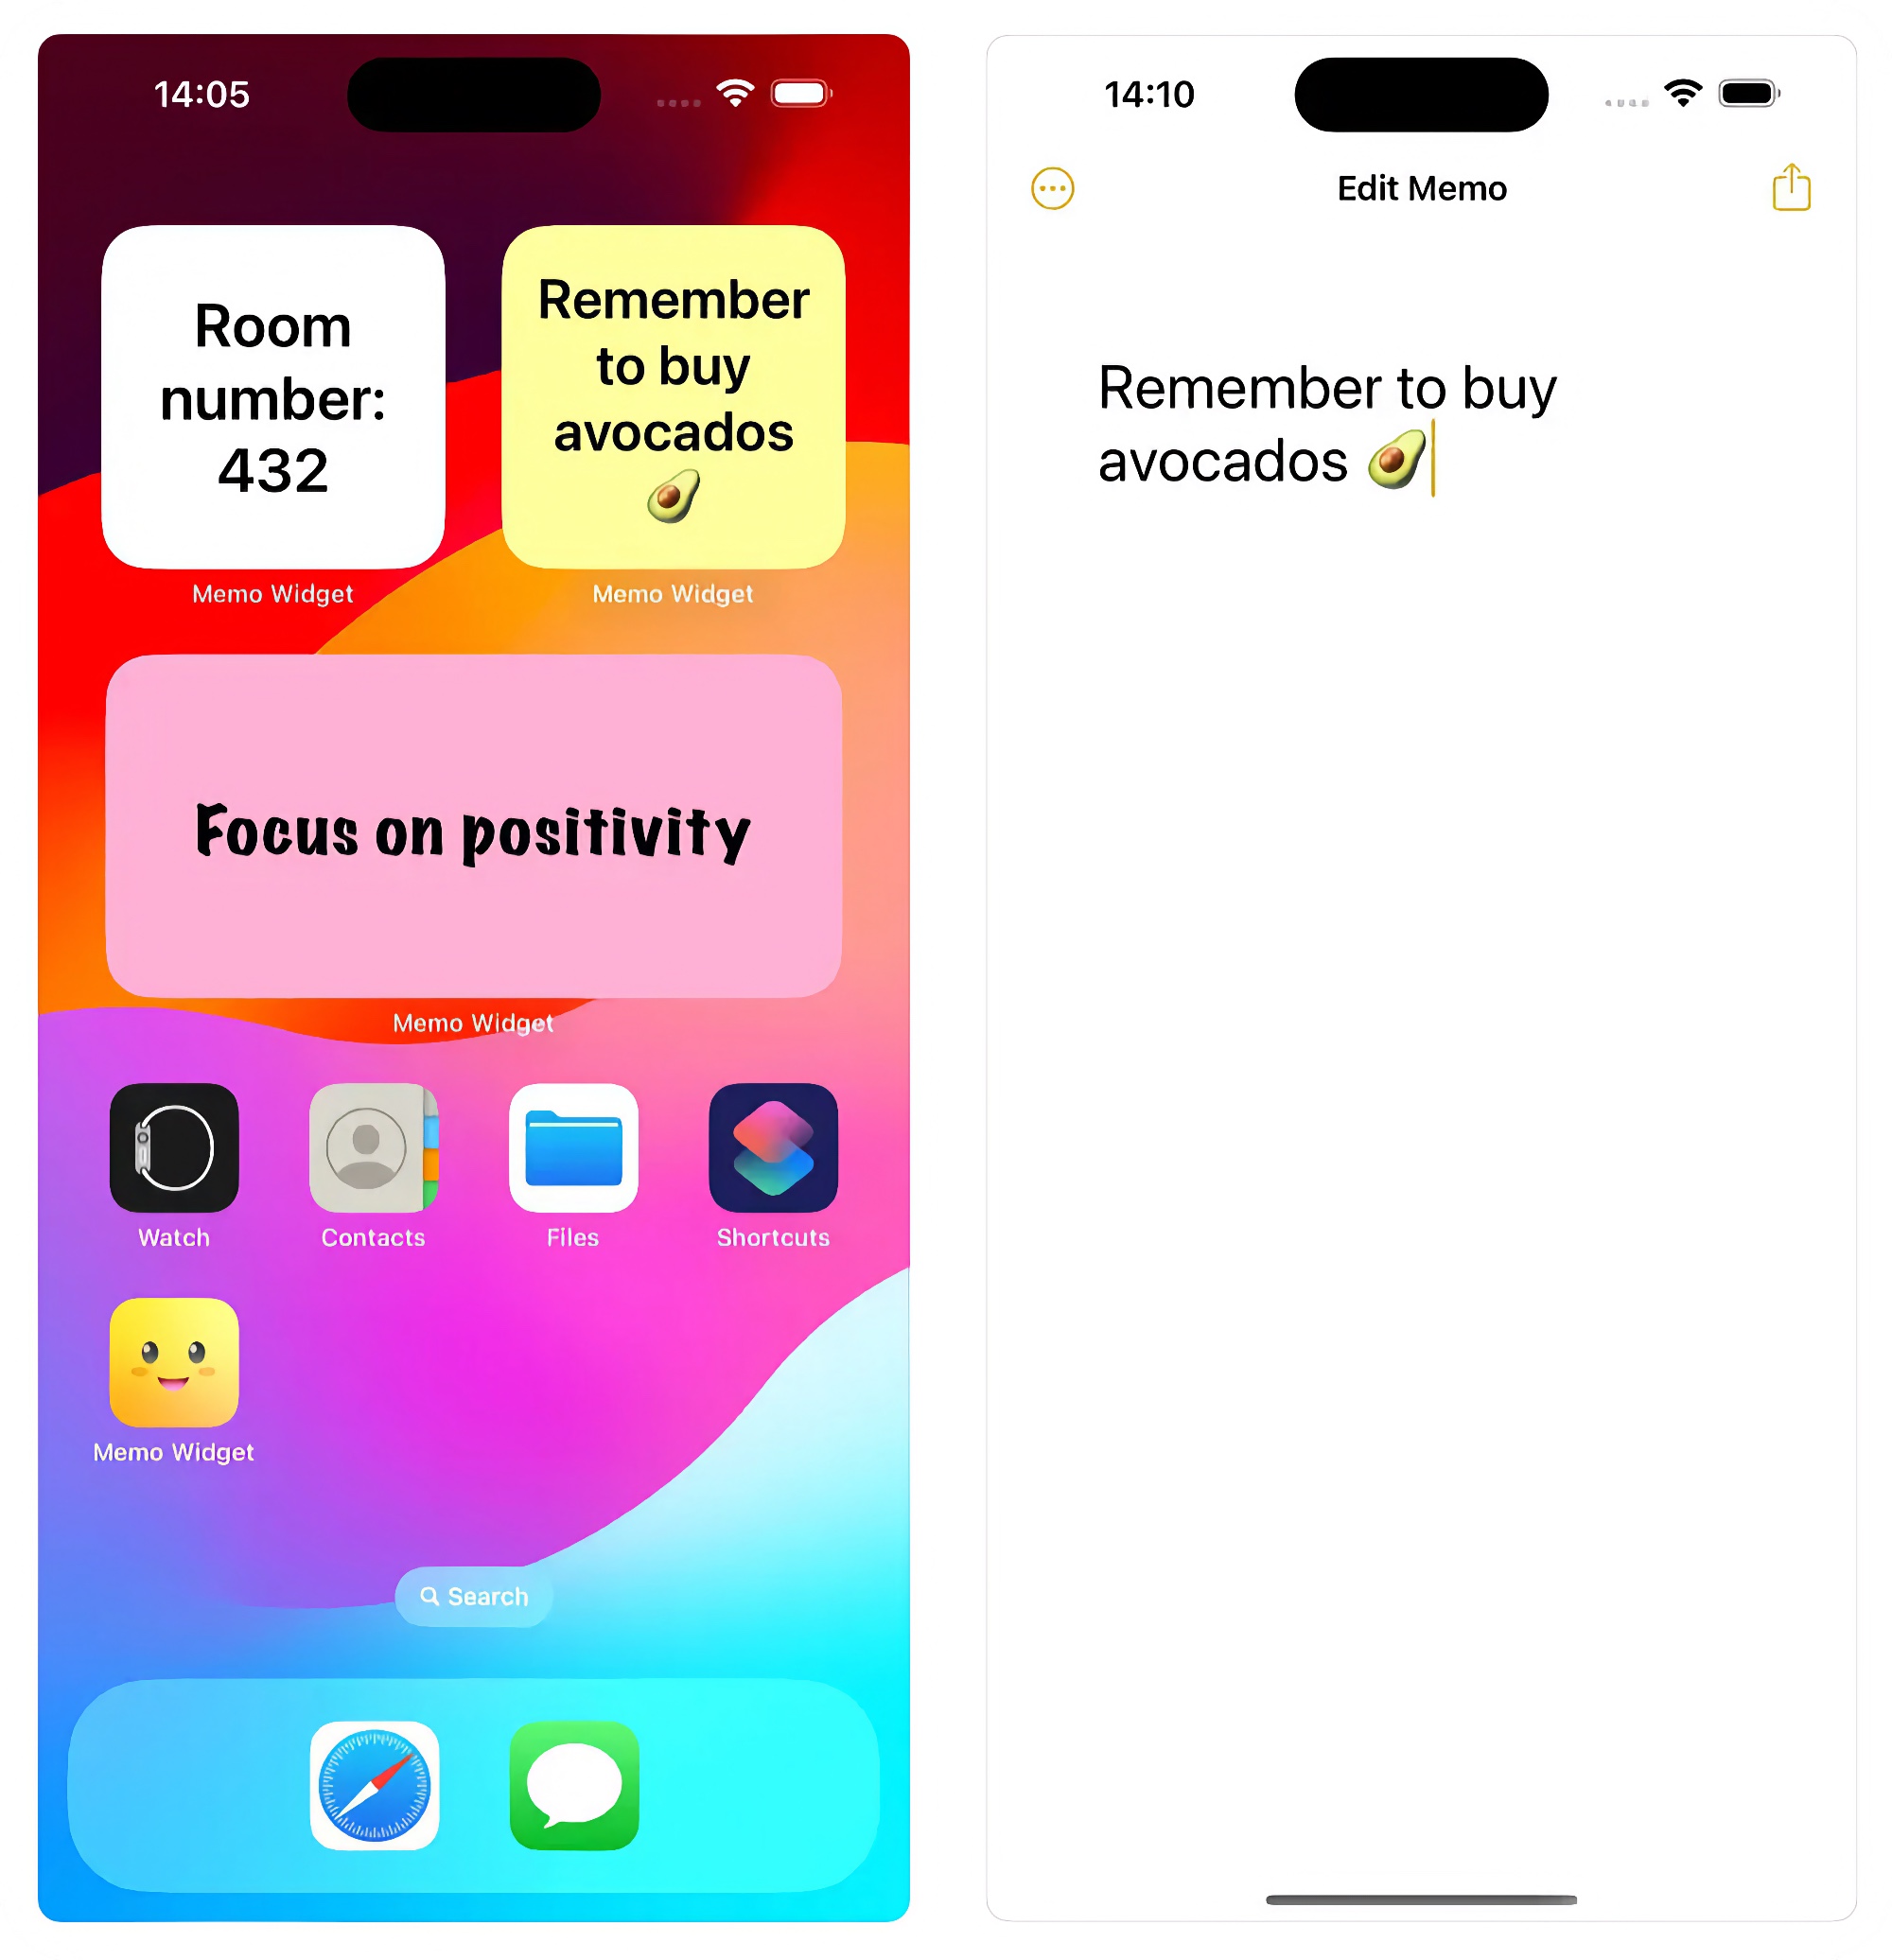 14:05
Room
number:
432
Memo Widget
Remember
to buy
avocados
🥑
Memo Widget
Focus on positivity
Memo Widget
Watch
Contacts
Files
Shortcuts
Memo Widget
Search
14:10
Edit Memo
Remember to buy
avocados 🥑